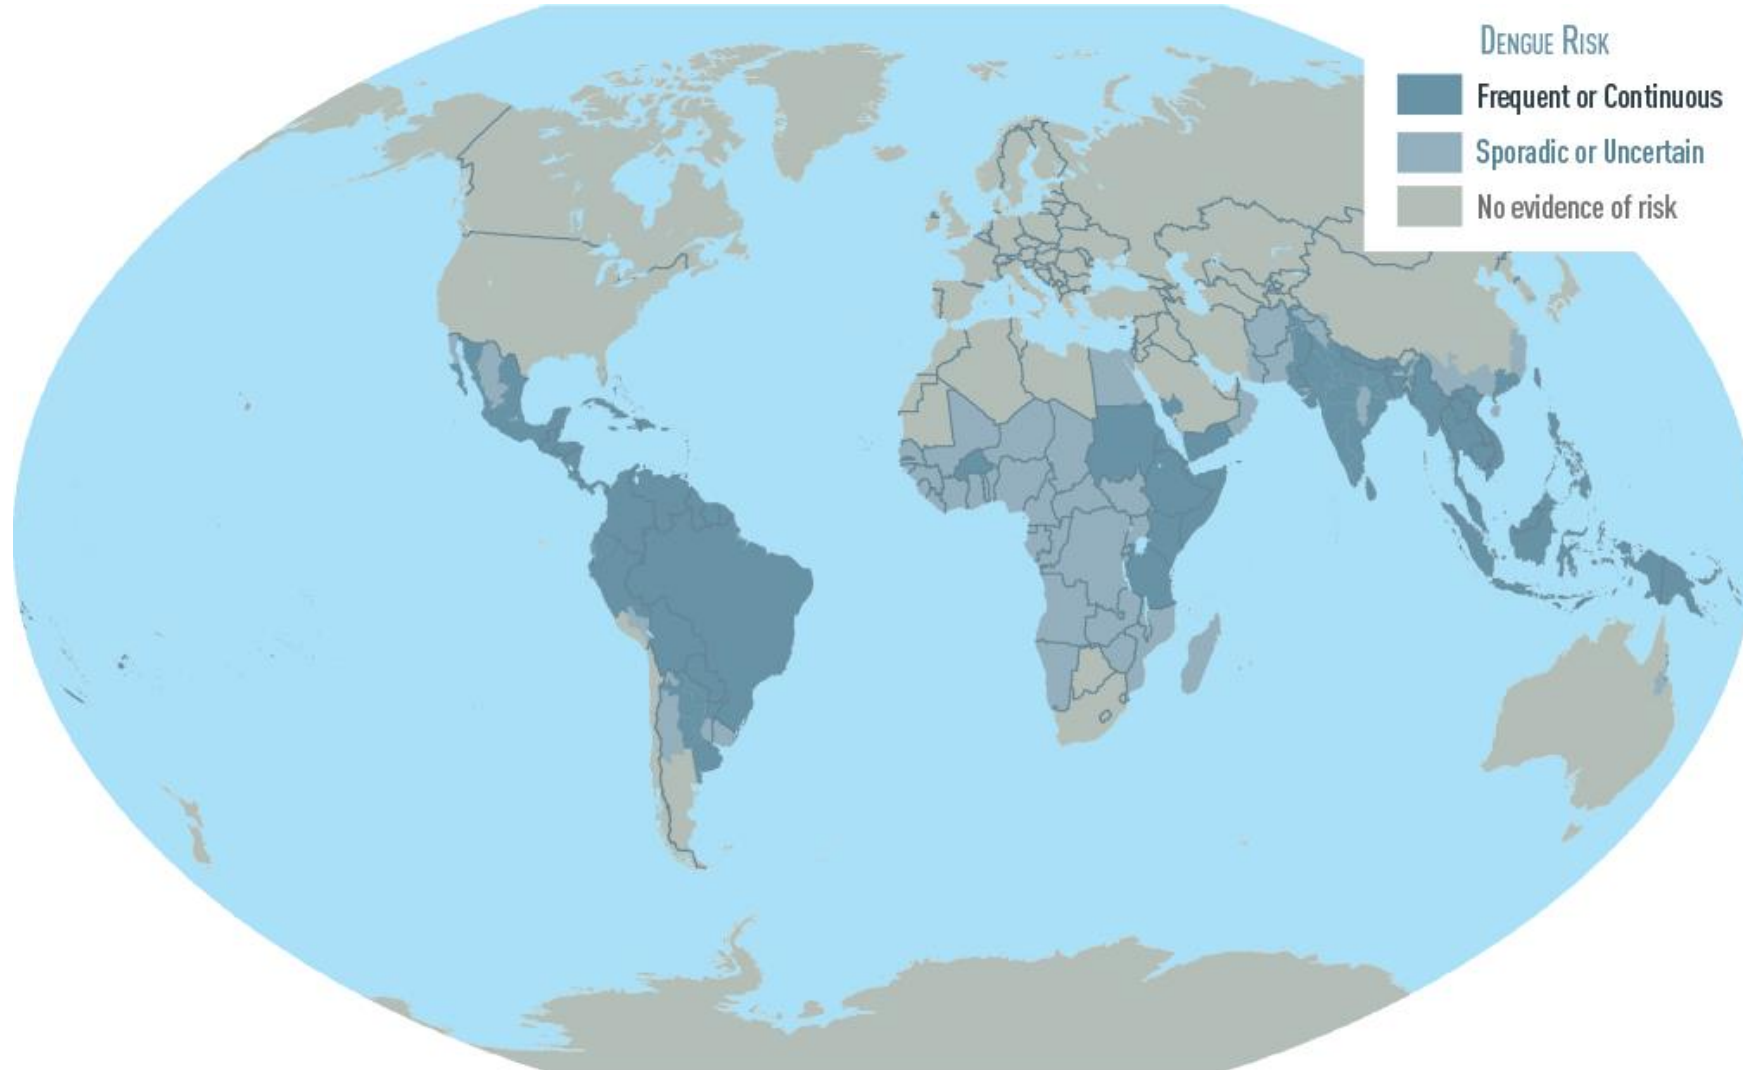 DENGUE RISK
Frequent or Continuous
Sporadic or Uncertain
No evidence of risk